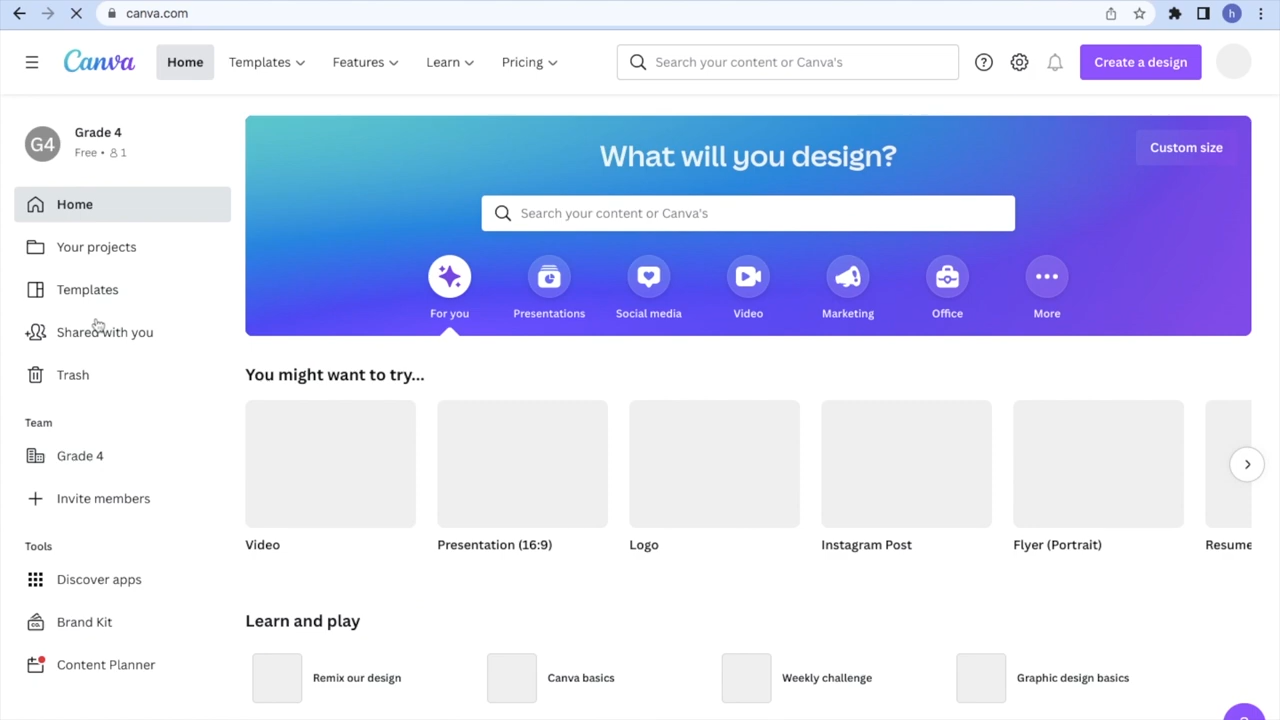 canva.com
h
Canva
Home
Templates
Features
Learn
Pricing
Search your content or Canva's
Create a design
G4
Grade 4
Free • 1
Home
Your projects
Templates
Shared with you
Trash
Team
Grade 4
Invite members
Tools
Discover apps
Brand Kit
Content Planner
What will you design?
Custom size
Search your content or Canva's
For you
Presentations
Social media
Video
Marketing
Office
More
You might want to try...
Video
Presentation (16:9)
Logo
Instagram Post
Flyer (Portrait)
Resume
Learn and play
Remix our design
Canva basics
Weekly challenge
Graphic design basics